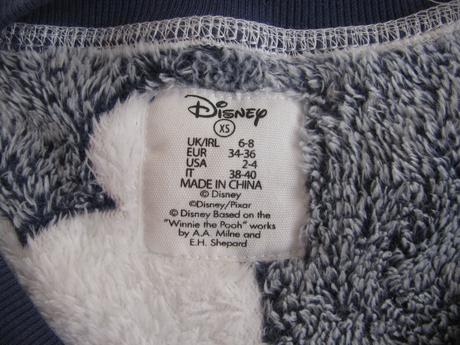 Disney
XS
UK/IRL 6-8
EUR 34-36
USA 2-4
IT 38-40
MADE IN CHINA
© Disney
©Disney/Pixar
© Disney Based on the
"Winnie the Pooh" works
by A.A. Milne and
E.H. Shepard